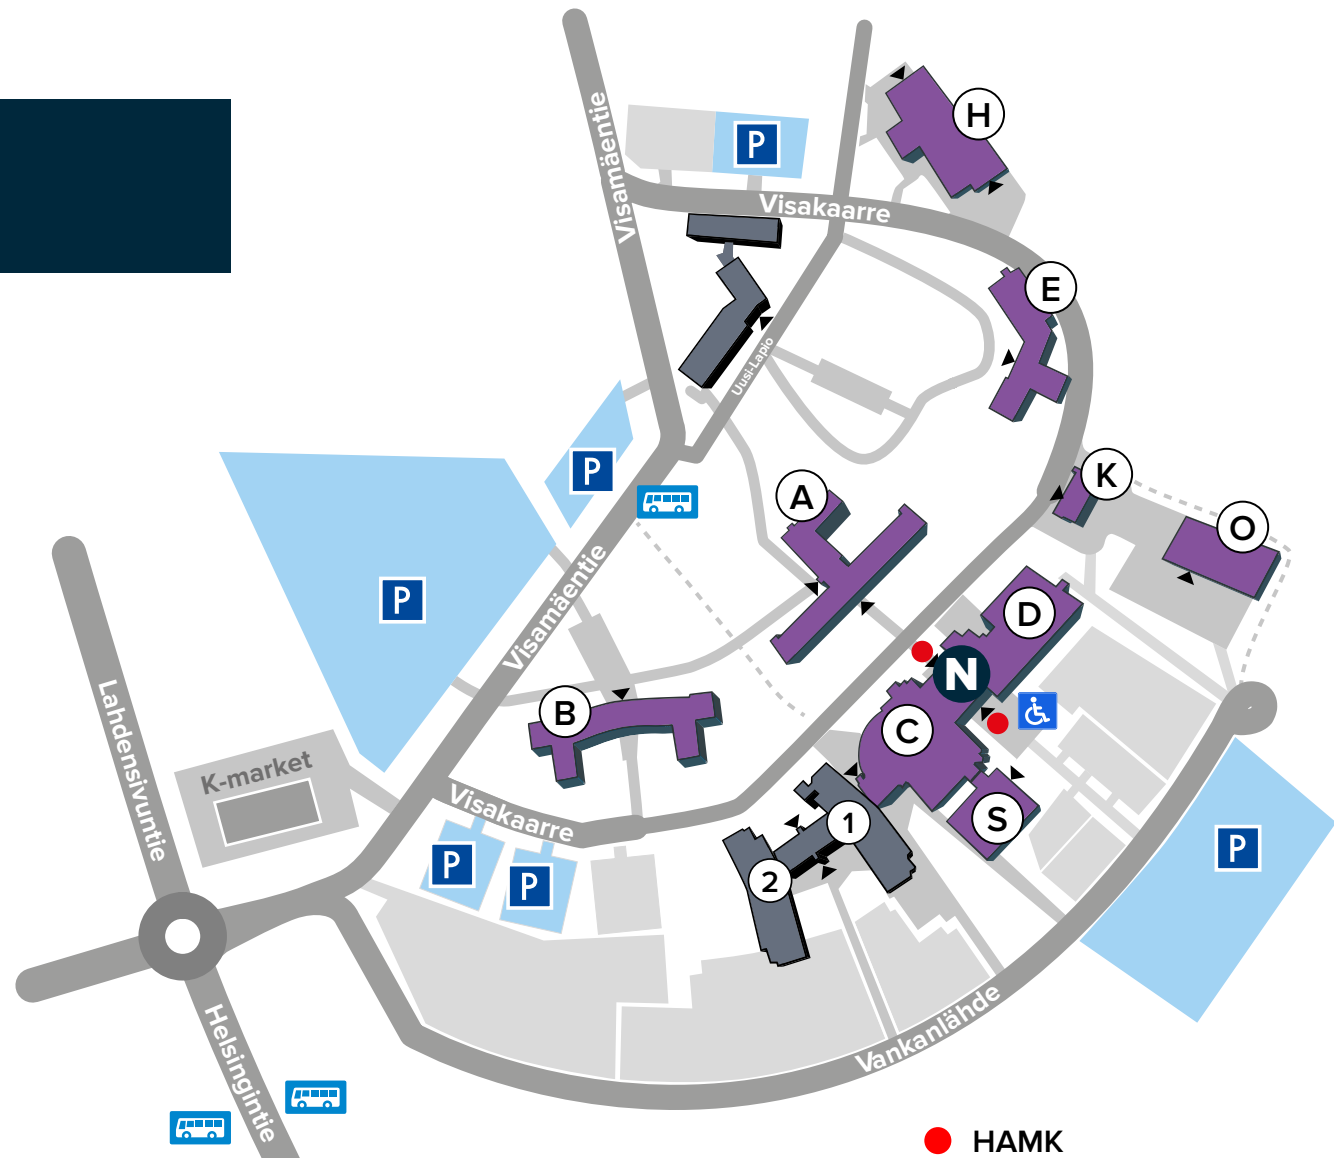 H
P
Visamäentie
Visakaarre
E
Uusi-Lapio
P
K
A
O
P
D
Visamäentie
N
B
C
Lahdensivuntie
K-market
S
1
Visakaarre
P
P
P
2
Vankanlähde
Helsingintie
HAMK